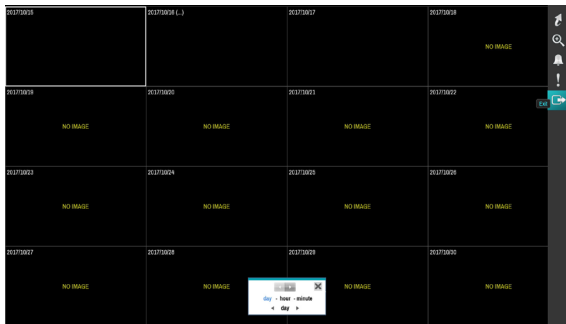 2017/10/15
2017/10/16 (...)
2017/10/17
2017/10/18
NO IMAGE
2017/10/19
NO IMAGE
2017/10/20
NO IMAGE
2017/10/21
NO IMAGE
2017/10/22
NO IMAGE
Exit
2017/10/23
NO IMAGE
2017/10/24
NO IMAGE
2017/10/25
NO IMAGE
2017/10/26
NO IMAGE
2017/10/27
NO IMAGE
2017/10/28
NO IMAGE
2017/10/29
NO IMAGE
2017/10/30
NO IMAGE
day - hour - minute
day